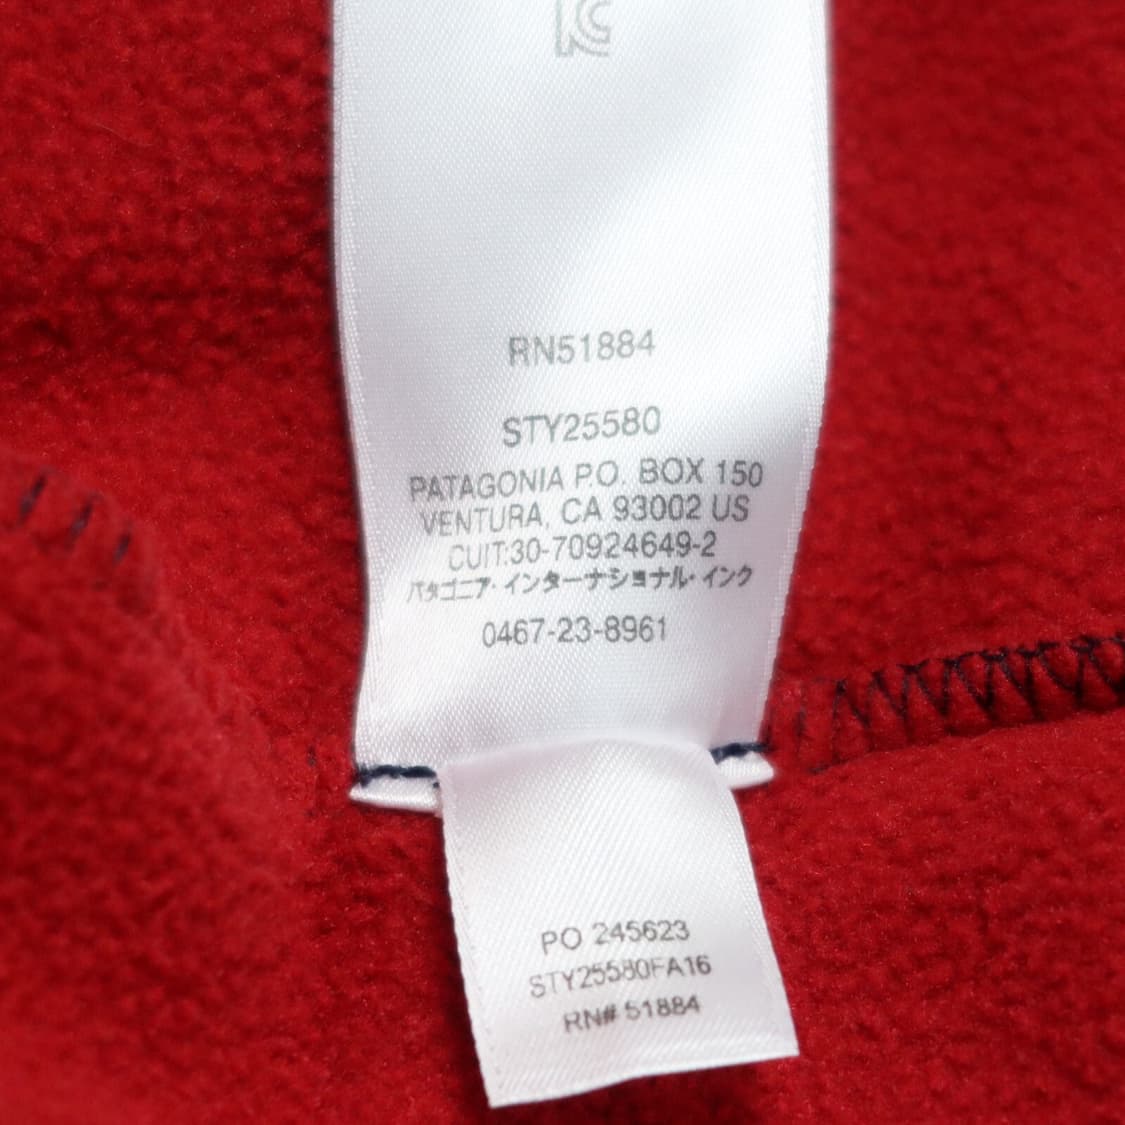 KC
RN51884
STY25580
PATAGONIA P.O. BOX 150
VENTURA, CA 93002 US
CUIT:30-70924649-2
パタゴニア・インターナショナル・インク
0467-23-8961
PO 245623
STY25580FA16
RN# 51884